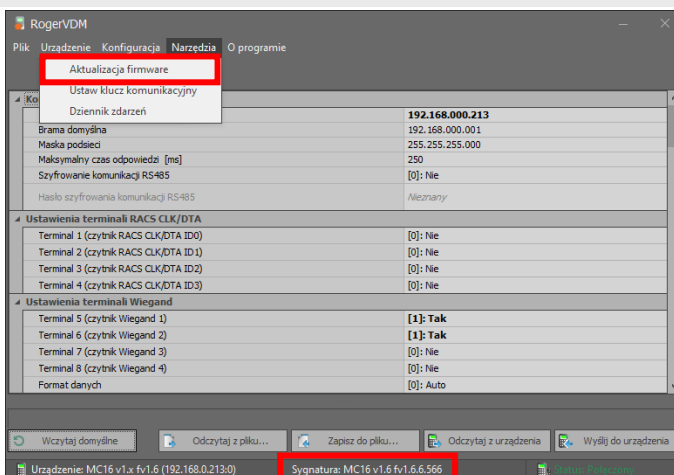 RogerVDM
Plik Urządzenie Konfiguracja Narzędzia O programie
Aktualizacja firmware
Ustaw klucz komunikacyjny
Dziennik zdarzeń
Ko
192.168.000.213
Brama domyślna 192.168.000.001
Maska podsieci 255.255.255.000
Maksymalny czas odpowiedzi [ms] 250
Szyfrowanie komunikacji RS485 [0]: Nie
Hasło szyfrowania komunikacji RS485 Nieznany
Ustawienia terminali RACS CLK/DTA
Terminal 1 (czytnik RACS CLK/DTA ID0) [0]: Nie
Terminal 2 (czytnik RACS CLK/DTA ID1) [0]: Nie
Terminal 3 (czytnik RACS CLK/DTA ID2) [0]: Nie
Terminal 4 (czytnik RACS CLK/DTA ID3) [0]: Nie
Ustawienia terminali Wiegand
Terminal 5 (czytnik Wiegand 1) [1]: Tak
Terminal 6 (czytnik Wiegand 2) [1]: Tak
Terminal 7 (czytnik Wiegand 3) [0]: Nie
Terminal 8 (czytnik Wiegand 4) [0]: Nie
Format danych [0]: Auto
Wczytaj domyślne Odczytaj z pliku... Zapisz do pliku... Odczytaj z urządzenia Wyślij do urządzenia
Urządzenie: MC16 v1.x fv1.6 (192.168.0.213:0) Sygnatura: MC16 v1.6 fv1.6.6.566 Status: Połączony